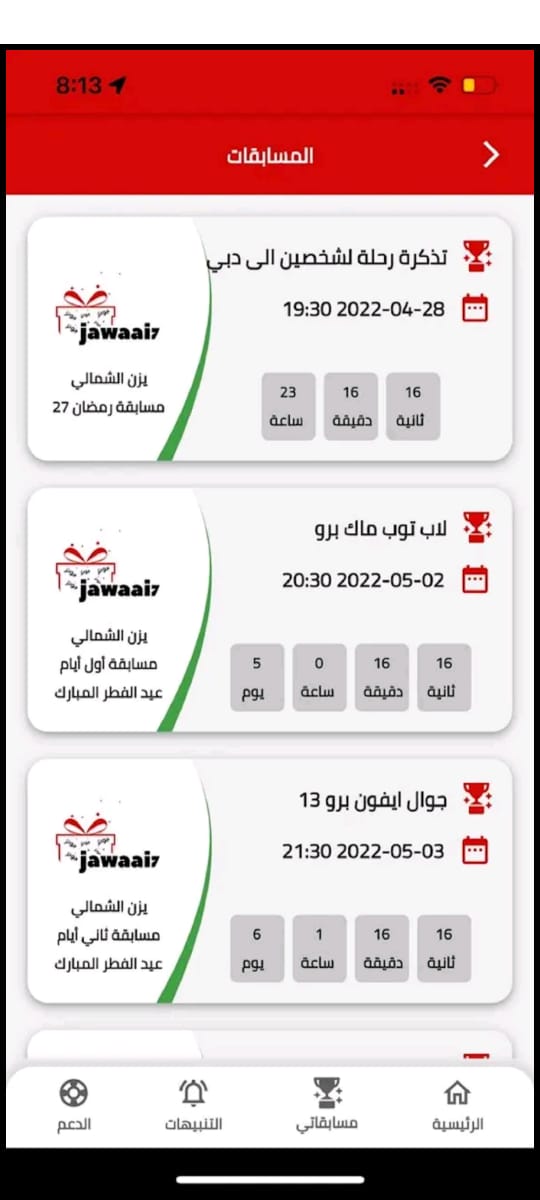 8:13
المسابقات
تذكرة رحلة لشخصين الى دبي
2022-04-28 19:30
16 ثانية
16 دقيقة
23 ساعة
jawaaiz
يزن الشمالي
مسابقة رمضان 27
لاب توب ماك برو
2022-05-02 20:30
16 ثانية
16 دقيقة
0 ساعة
5 يوم
jawaaiz
يزن الشمالي
مسابقة أول أيام
عيد الفطر المبارك
جوال ايفون برو 13
2022-05-03 21:30
16 ثانية
16 دقيقة
1 ساعة
6 يوم
jawaaiz
يزن الشمالي
مسابقة ثاني أيام
عيد الفطر المبارك
الرئيسية
مسابقاتي
التنبيهات
الدعم